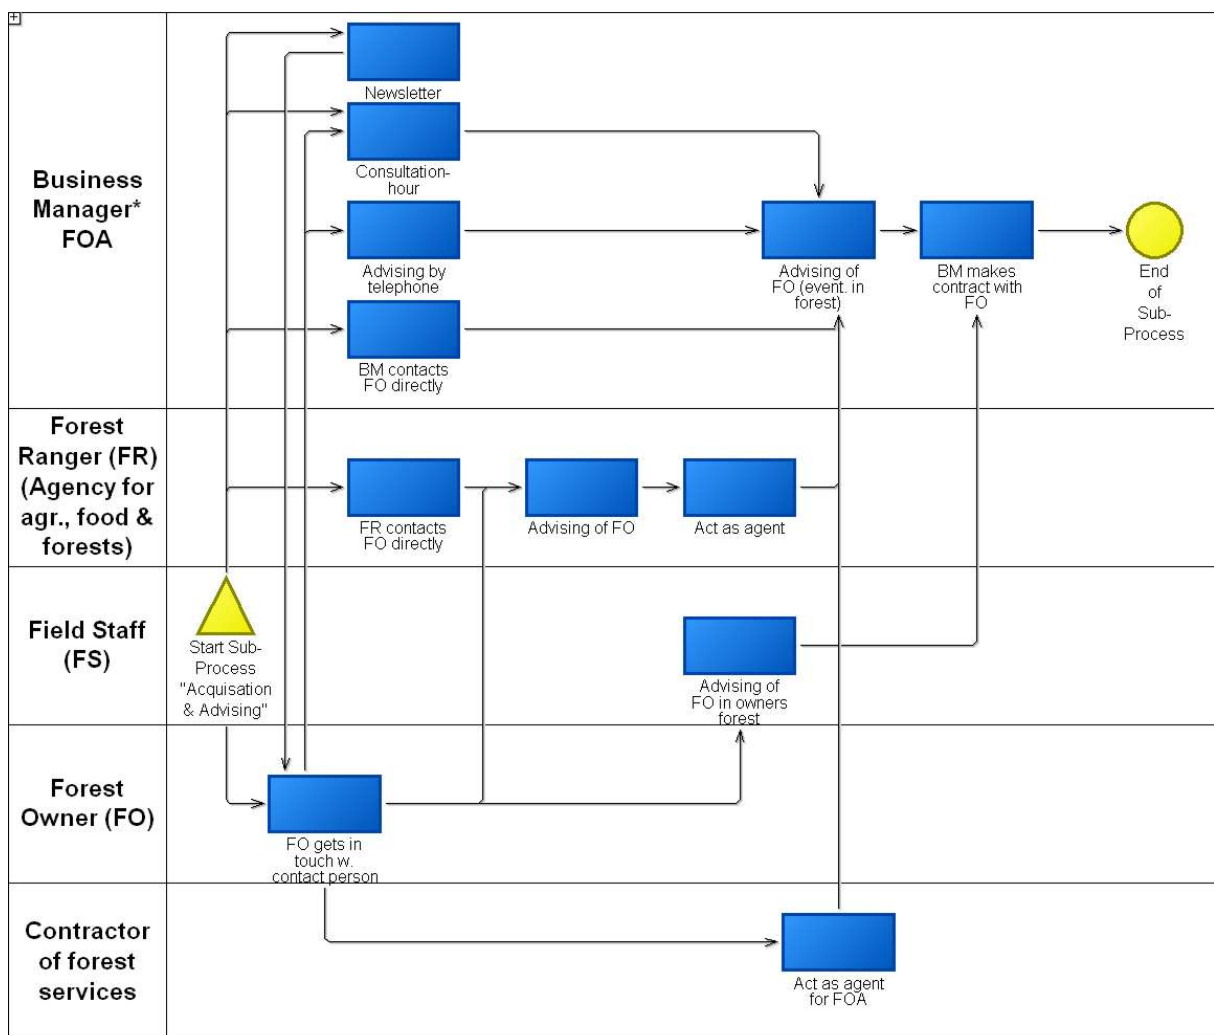 Business
Manager*
FOA
Newsletter
Consultation-
hour
Advising by
telephone
BM contacts
FO directly
Advising of
FO (event. in
forest)
BM makes
contract with
FO
End
of
Sub-
Process
Forest
Ranger (FR)
(Agency for
agr., food &
forests)
FR contacts
FO directly
Advising of FO
Act as agent
Field Staff
(FS)
Start Sub-
Process
"Acquisation
& Advising"
Advising of
FO in owners
forest
Forest
Owner (FO)
FO gets in
touch w.
contact person
Contractor
of forest
services
Act as agent
for FOA